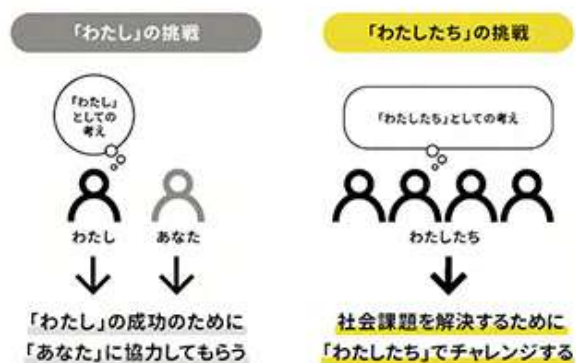 「わたし」の挑戦
「わたし」
としての
考え
わたし
あなた
「わたし」の成功のために
「あなた」に協力してもらう
「わたしたち」の挑戦
「わたしたち」としての考え
わたしたち
社会課題を解決するために
「わたしたち」でチャレンジする